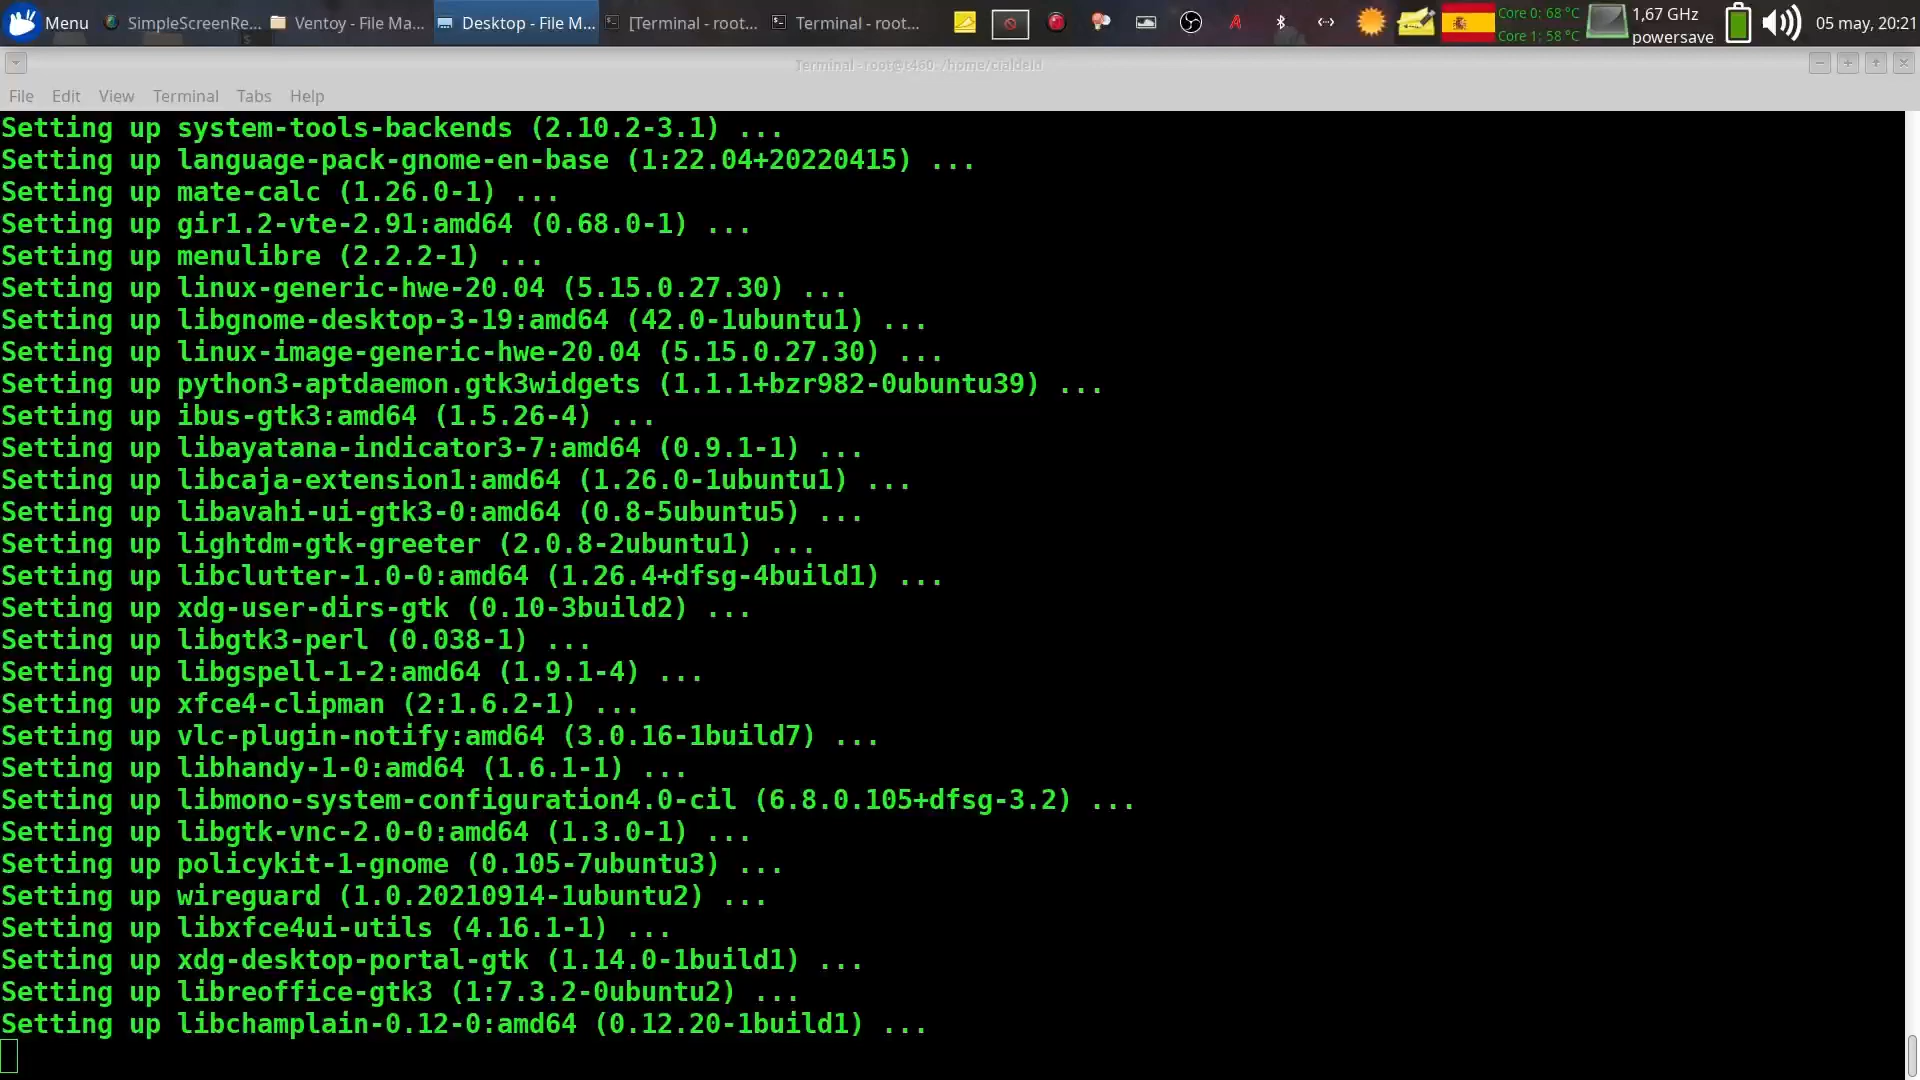 Menu SimpleScreenRe... Ventoy - File Ma... Desktop - File M... [Terminal - root... Terminal - root... Core 0: 68 °C 1,67 GHz 05 may, 20:21
Core 1: 58 °C powersave
Terminal - root@t460: /home/cialdeld
File Edit View Terminal Tabs Help
Setting up system-tools-backends (2.10.2-3.1) ...
Setting up language-pack-gnome-en-base (1:22.04+20220415) ...
Setting up mate-calc (1.26.0-1) ...
Setting up gir1.2-vte-2.91:amd64 (0.68.0-1) ...
Setting up menulibre (2.2.2-1) ...
Setting up linux-generic-hwe-20.04 (5.15.0.27.30) ...
Setting up libgnome-desktop-3-19:amd64 (42.0-1ubuntu1) ...
Setting up linux-image-generic-hwe-20.04 (5.15.0.27.30) ...
Setting up python3-aptdaemon.gtk3widgets (1.1.1+bzr982-0ubuntu39) ...
Setting up ibus-gtk3:amd64 (1.5.26-4) ...
Setting up libayatana-indicator3-7:amd64 (0.9.1-1) ...
Setting up libcaja-extension1:amd64 (1.26.0-1ubuntu1) ...
Setting up libavahi-ui-gtk3-0:amd64 (0.8-5ubuntu5) ...
Setting up lightdm-gtk-greeter (2.0.8-2ubuntu1) ...
Setting up libclutter-1.0-0:amd64 (1.26.4+dfsg-4build1) ...
Setting up xdg-user-dirs-gtk (0.10-3build2) ...
Setting up libgtk3-perl (0.038-1) ...
Setting up libgspell-1-2:amd64 (1.9.1-4) ...
Setting up xfce4-clipman (2:1.6.2-1) ...
Setting up vlc-plugin-notify:amd64 (3.0.16-1build7) ...
Setting up libhandy-1-0:amd64 (1.6.1-1) ...
Setting up libmono-system-configuration4.0-cil (6.8.0.105+dfsg-3.2) ...
Setting up libgtk-vnc-2.0-0:amd64 (1.3.0-1) ...
Setting up policykit-1-gnome (0.105-7ubuntu3) ...
Setting up wireguard (1.0.20210914-1ubuntu2) ...
Setting up libxfce4ui-utils (4.16.1-1) ...
Setting up xdg-desktop-portal-gtk (1.14.0-1build1) ...
Setting up libreoffice-gtk3 (1:7.3.2-0ubuntu2) ...
Setting up libchamplain-0.12-0:amd64 (0.12.20-1build1) ...